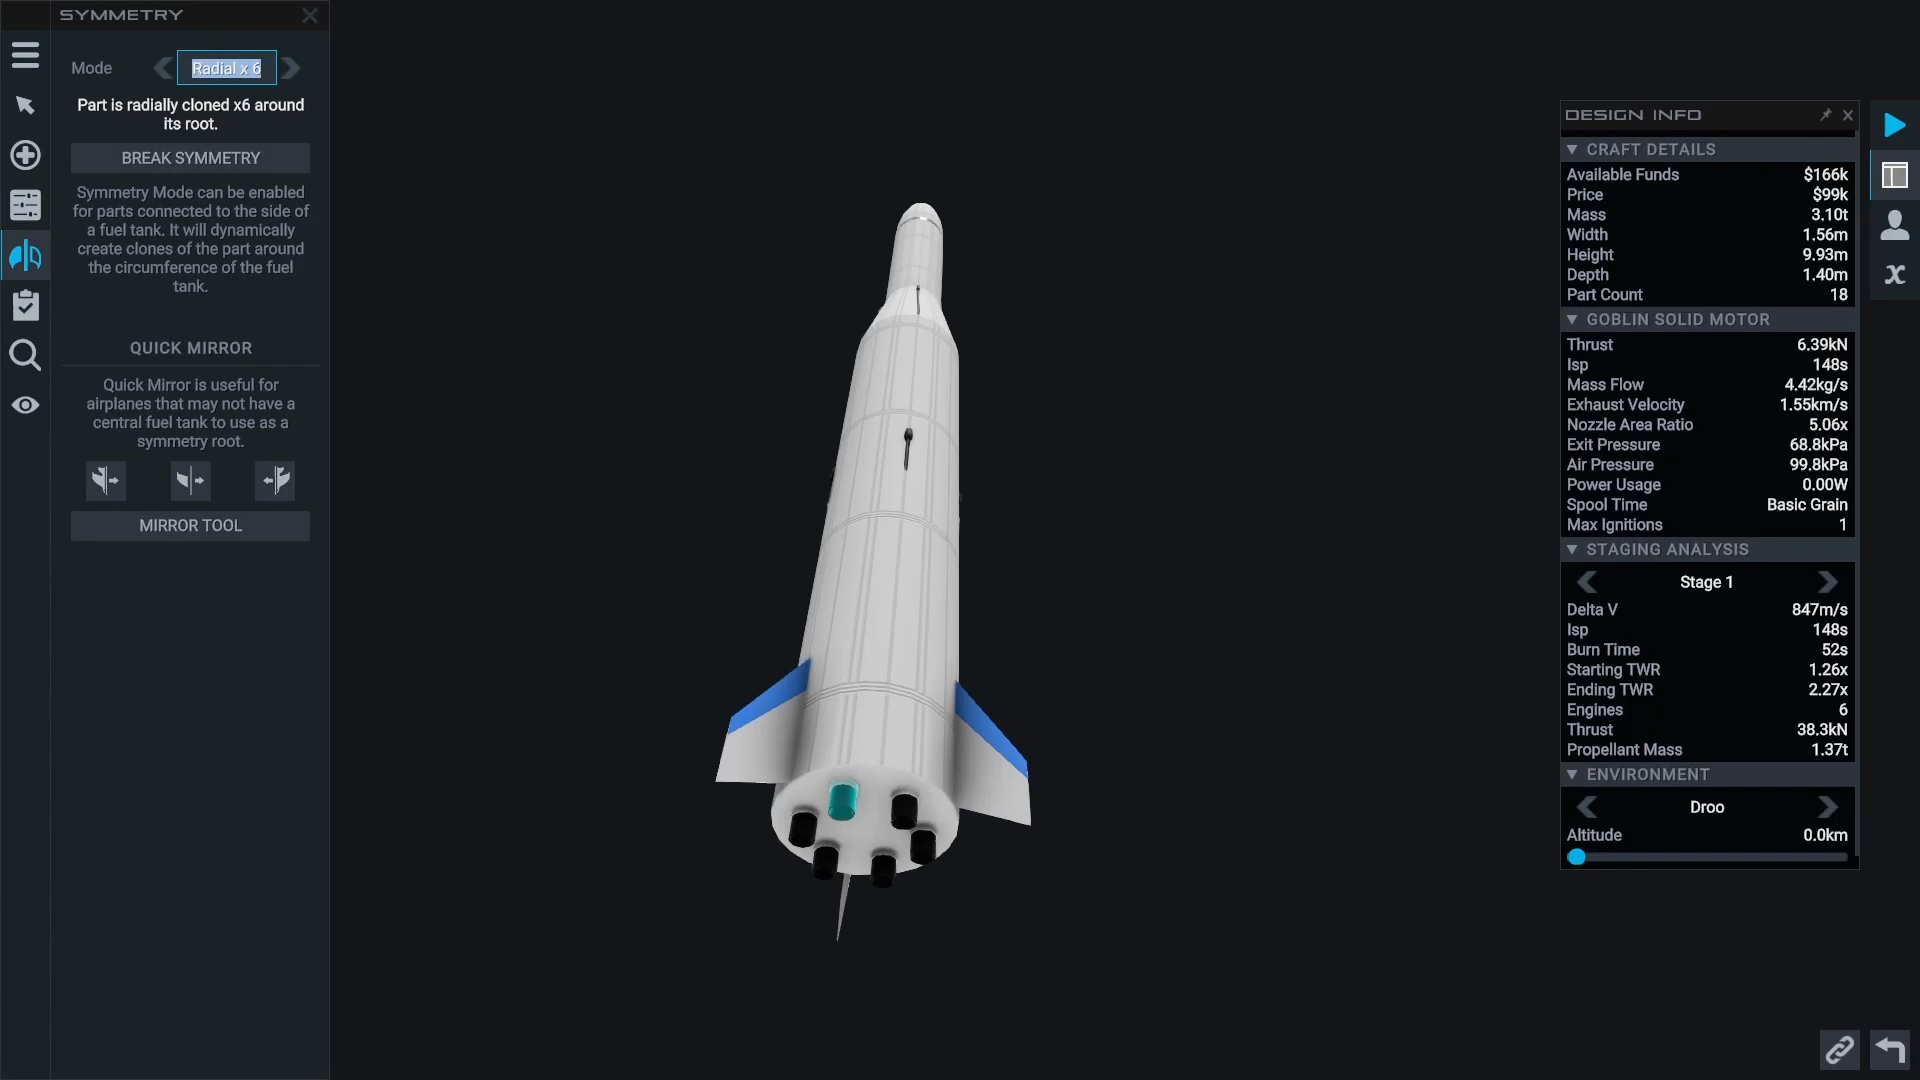 SYMMETRY
Mode
Radial x 6
Part is radially cloned x6 around
its root.
BREAK SYMMETRY
Symmetry Mode can be enabled
for parts connected to the side of
a fuel tank. It will dynamically
create clones of the part around
the circumference of the fuel
tank.
QUICK MIRROR
Quick Mirror is useful for
airplanes that may not have a
central fuel tank to use as a
symmetry root.
MIRROR TOOL
DESIGN INFO
CRAFT DETAILS
Available Funds $166k
Price $99k
Mass 3.10t
Width 1.56m
Height 9.93m
Depth 1.40m
Part Count 18
GOBLIN SOLID MOTOR
Thrust 6.39kN
Isp 148s
Mass Flow 4.42kg/s
Exhaust Velocity 1.55km/s
Nozzle Area Ratio 5.06x
Exit Pressure 68.8kPa
Air Pressure 99.8kPa
Power Usage 0.00W
Spool Time Basic Grain
Max Ignitions 1
STAGING ANALYSIS
Stage 1
Delta V 847m/s
Isp 148s
Burn Time 52s
Starting TWR 1.26x
Ending TWR 2.27x
Engines 6
Thrust 38.3kN
Propellant Mass 1.37t
ENVIRONMENT
Droo
Altitude 0.0km